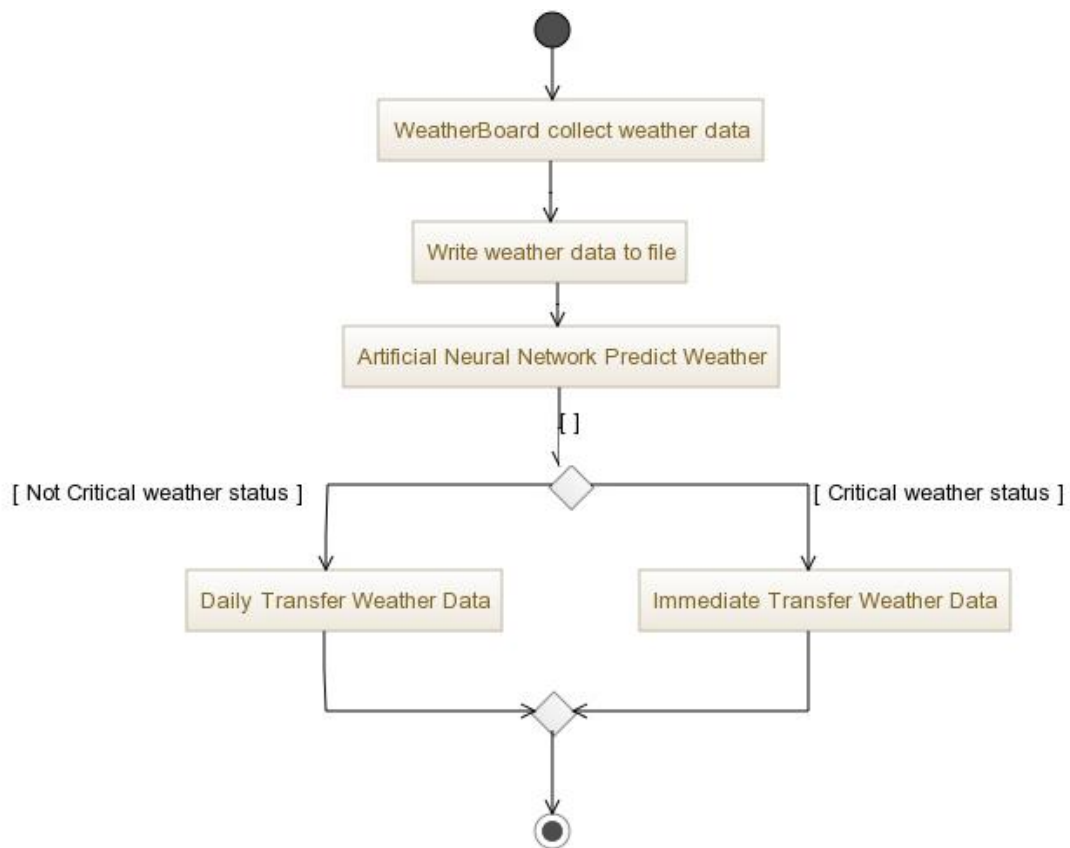 WeatherBoard collect weather data
Write weather data to file
Artificial Neural Network Predict Weather
[ ]
[ Not Critical weather status ]
[ Critical weather status ]
Daily Transfer Weather Data
Immediate Transfer Weather Data